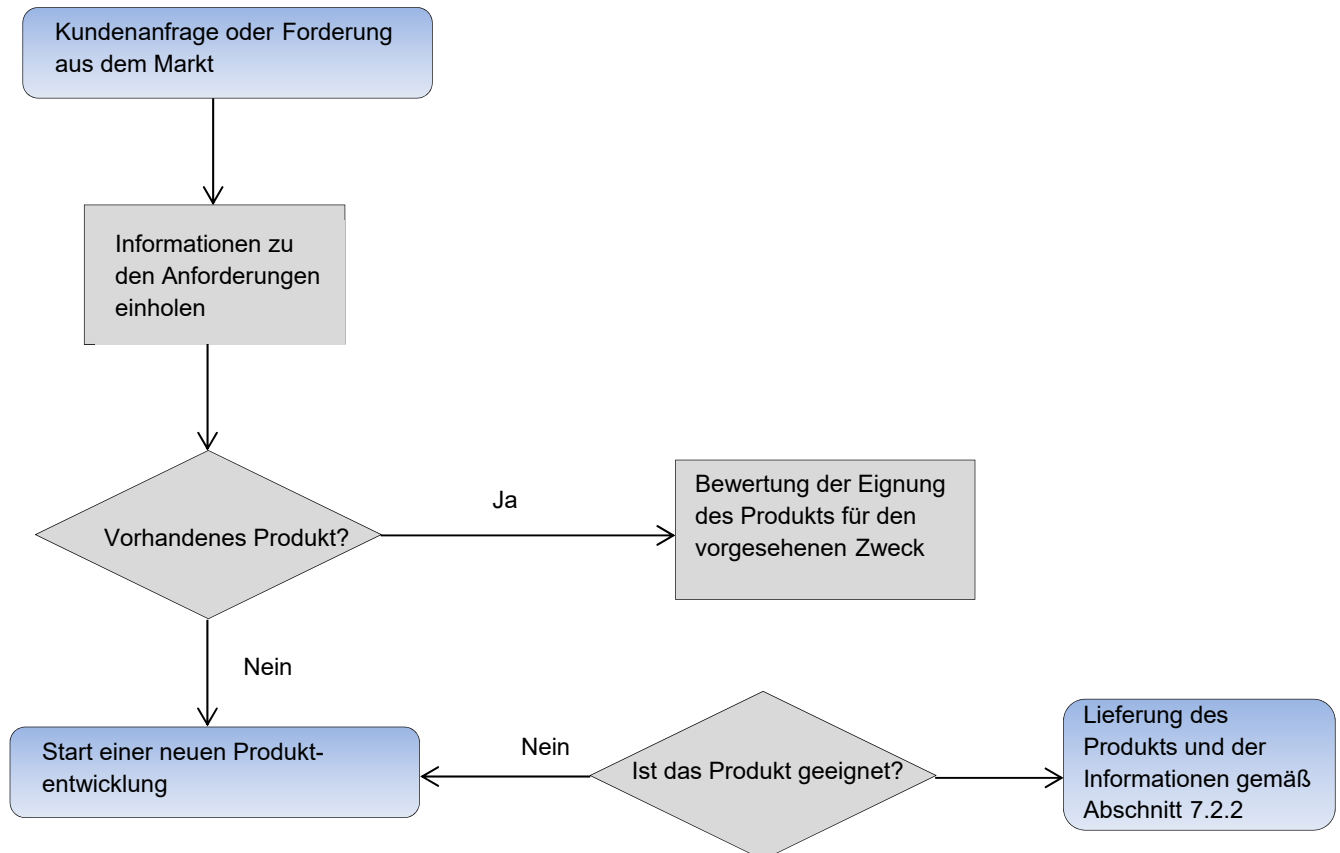 Kundenanfrage oder Forderung
aus dem Markt
Informationen zu
den Anforderungen
einholen
Vorhandenes Produkt?
Ja
Bewertung der Eignung
des Produkts für den
vorgesehenen Zweck
Nein
Start einer neuen Produkt-
entwicklung
Nein
Ist das Produkt geeignet?
Lieferung des
Produkts und der
Informationen gemäß
Abschnitt 7.2.2